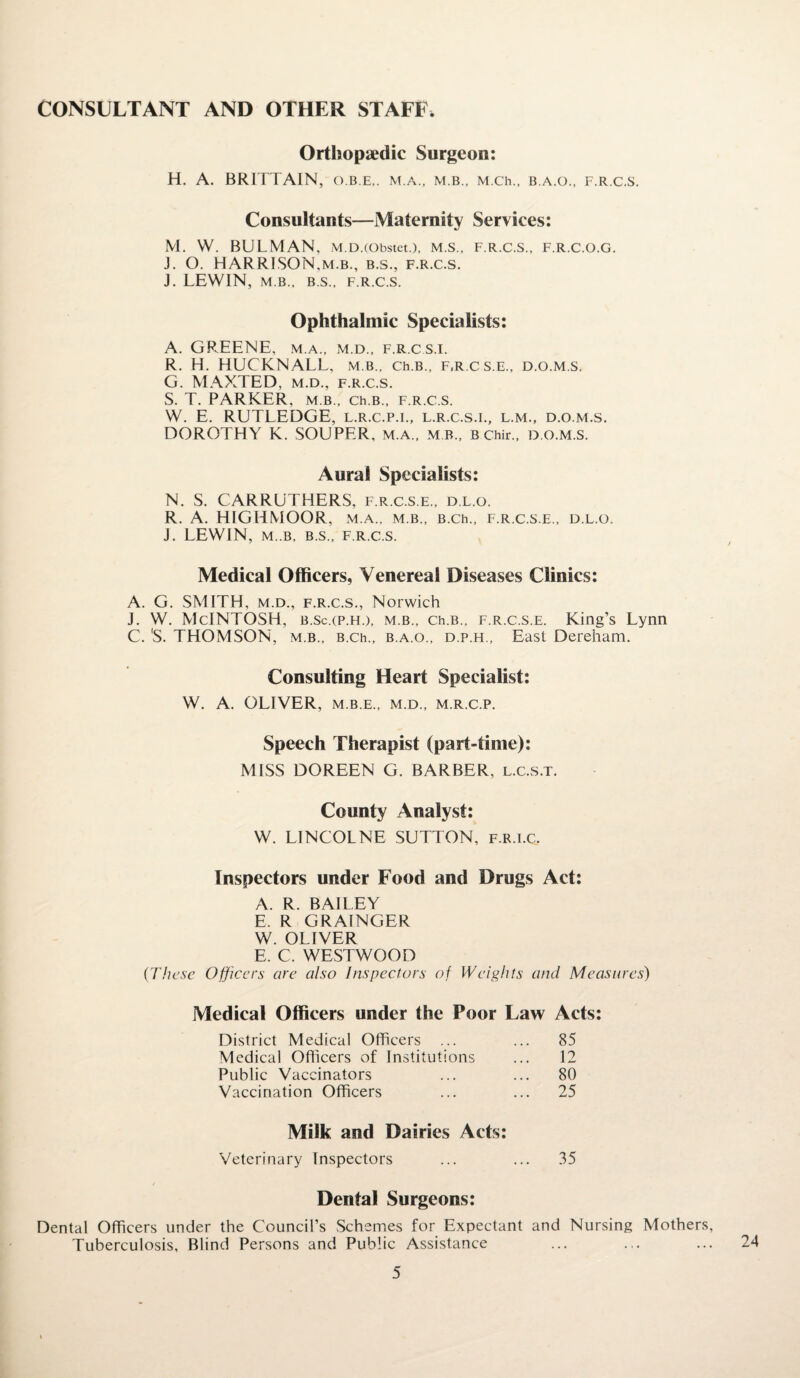 CONSULTANT AND OTHER STAFF.
Orthopædic Surgeon:
H. A. BRITTAIN, O.B.E., M.A., M.B., M.Ch., B.A.O., F.R.C.S.
Consultants—Maternity Services:
M. W. BULMAN, M.D.(Obstet.), M.S., F.R.C.S., F.R.C.O.G.
J. O. HARRISON,M.B., B.S., F.R.C.S.
J. LEWIN, M.B., B.S., F.R.C.S.
Ophthalmic Specialists:
A. GREENE, M.A., M.D., F.R.C.S.I.
R. H. HUCKNALL, M.B., Ch.B., F.R.C S.E., D.O.M.S.
G. MAXTED, M.D., F.R.C.S.
S. T. PARKER, M.B., Ch.B., F.R.C.S.
W. E. RUTLEDGE, L.R.C.P.I., L.R.C.S.I., L.M., D.O.M.S.
DOROTHY K. SOUPER, M.A., M.B., B Chir., D.O.M.S.
Aural Specialists:
N. S. CARRUTHERS, F.R.C.S.E., D.L.O.
R. A. HIGHMOOR, M.A., M.B., B.Ch., F.R.C.S.E., D.L.O.
J. LEWIN, M..B, B.S., F.R.C.S.
Medical Officers, Venereal Diseases Clinics:
A. G. SMITH, M.D., F.R.C.S., Norwich
J. W. McINTOSH, B.Sc.(P.H.), M.B., Ch.B., F.R.C.S.E. King's Lynn
C. S. THOMSON, M.B., B.Ch., B.A.O., D.P.H., East Dereham.
Consulting Heart Specialist:
W. A. OLIVER, M.B.E., M.D., M.R.C.P.
Speech Therapist (part-time):
MISS DOREEN G. BARBER, L.C.S.T.
County Analyst:
W. LINCOLNE SUTTON, F.R.I.C.
Inspectors under Food and Drugs Act:
A. R. BAILEY
E. R GRAINGER
W. OLIVER
E. C. WESTWOOD
(These Officers are also Inspectors of Weights and Measures)
Medical Officers under the Poor Law Acts:
District Medical Officers ... ... 85
Medical Officers of Institutions ... 12
Public Vaccinators ... ... 80
Vaccination Officers ... ... 25
Milk and Dairies Acts:
Veterinary Inspectors ... ... 35
Dental Surgeons:
Dental Officers under the Council's Schemes for Expectant and Nursing Mothers,
Tuberculosis, Blind Persons and Public Assistance ... ... ... 24
5